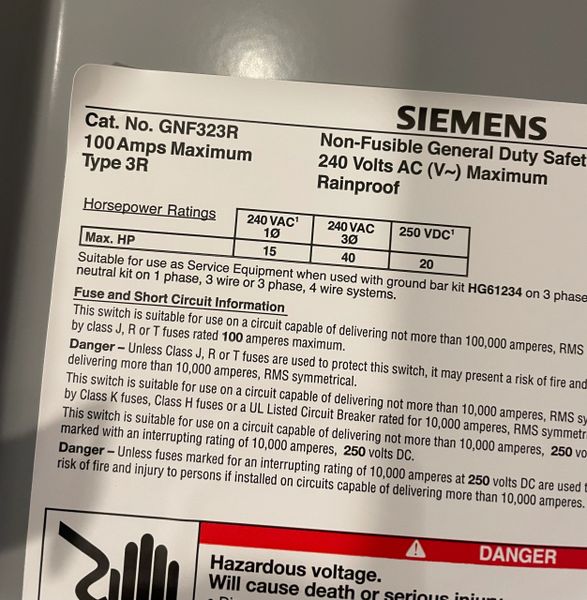 SIEMENS
Cat. No. GNF323R
100 Amps Maximum
Type 3R
Non-Fusible General Duty Safet
240 Volts AC (V~) Maximum
Rainproof
Horsepower Ratings
240 VAC¹ 1Ø
240 VAC 3Ø
250 VDC¹
Max. HP 15 40 20
Suitable for use as Service Equipment when used with ground bar kit HG61234 on 3 phase
neutral kit on 1 phase, 3 wire or 3 phase, 4 wire systems.
Fuse and Short Circuit Information
This switch is suitable for use on a circuit capable of delivering not more than 100,000 amperes, RMS
by class J, R or T fuses rated 100 amperes maximum.
Danger – Unless Class J, R or T fuses are used to protect this switch, it may present a risk of fire and
delivering more than 10,000 amperes, RMS symmetrical.
This switch is suitable for use on a circuit capable of delivering not more than 10,000 amperes, RMS sy
by Class K fuses, Class H fuses or a UL Listed Circuit Breaker rated for 10,000 amperes, RMS symmetr
This switch is suitable for use on a circuit capable of delivering not more than 10,000 amperes, 250 vo
marked with an interrupting rating of 10,000 amperes, 250 volts DC.
Danger – Unless fuses marked for an interrupting rating of 10,000 amperes at 250 volts DC are used t
risk of fire and injury to persons if installed on circuits capable of delivering more than 10,000 amperes.
DANGER
Hazardous voltage.
Will cause death or serious injury